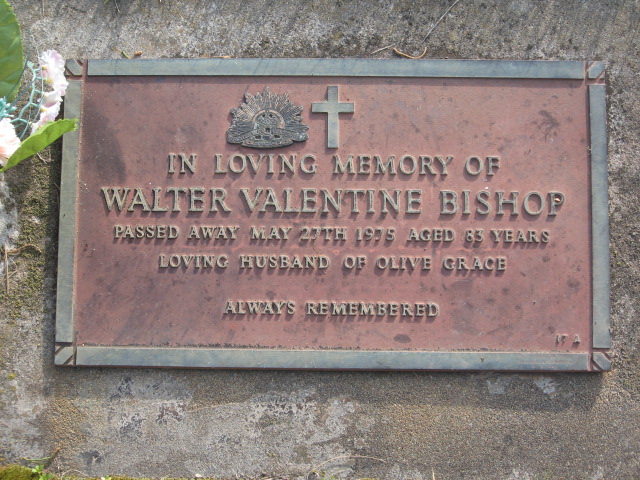 IN LOVING MEMORY OF
WALTER VALENTINE BISHOP
PASSED AWAY MAY 27TH 1975 AGED 83 YEARS
LOVING HUSBAND OF OLIVE GRACE
ALWAYS REMEMBERED